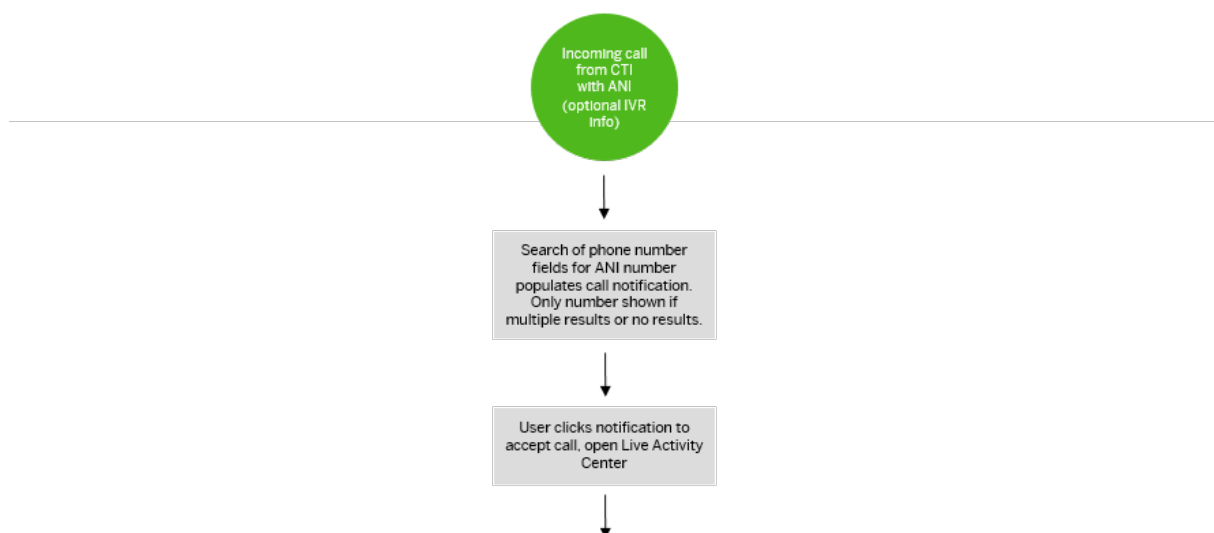 Incoming call
from CTI
with ANI
(optional IVR
info)
Search of phone number
fields for ANI number
populates call notification.
Only number shown if
multiple results or no results.
User clicks notification to
accept call, open Live Activity
Center